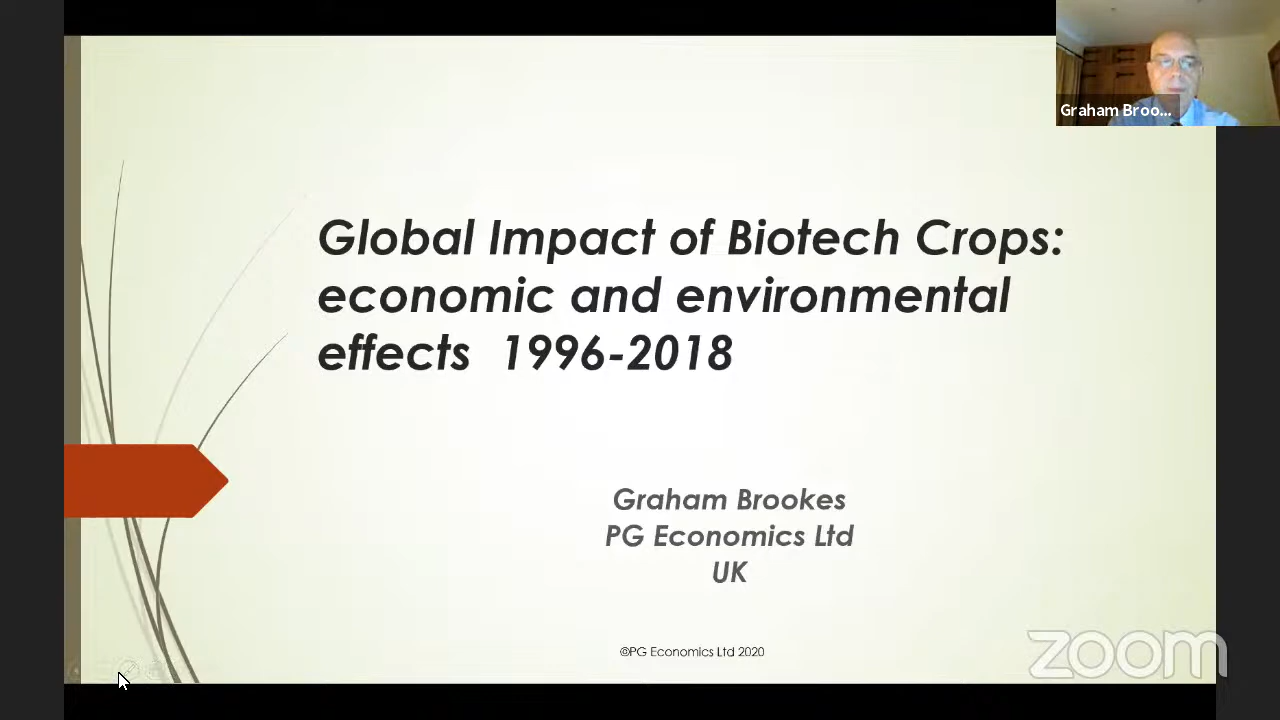 Graham Broo...
Global Impact of Biotech Crops:
economic and environmental
effects 1996-2018
Graham Brookes
PG Economics Ltd
UK
©PG Economics Ltd 2020
zoom